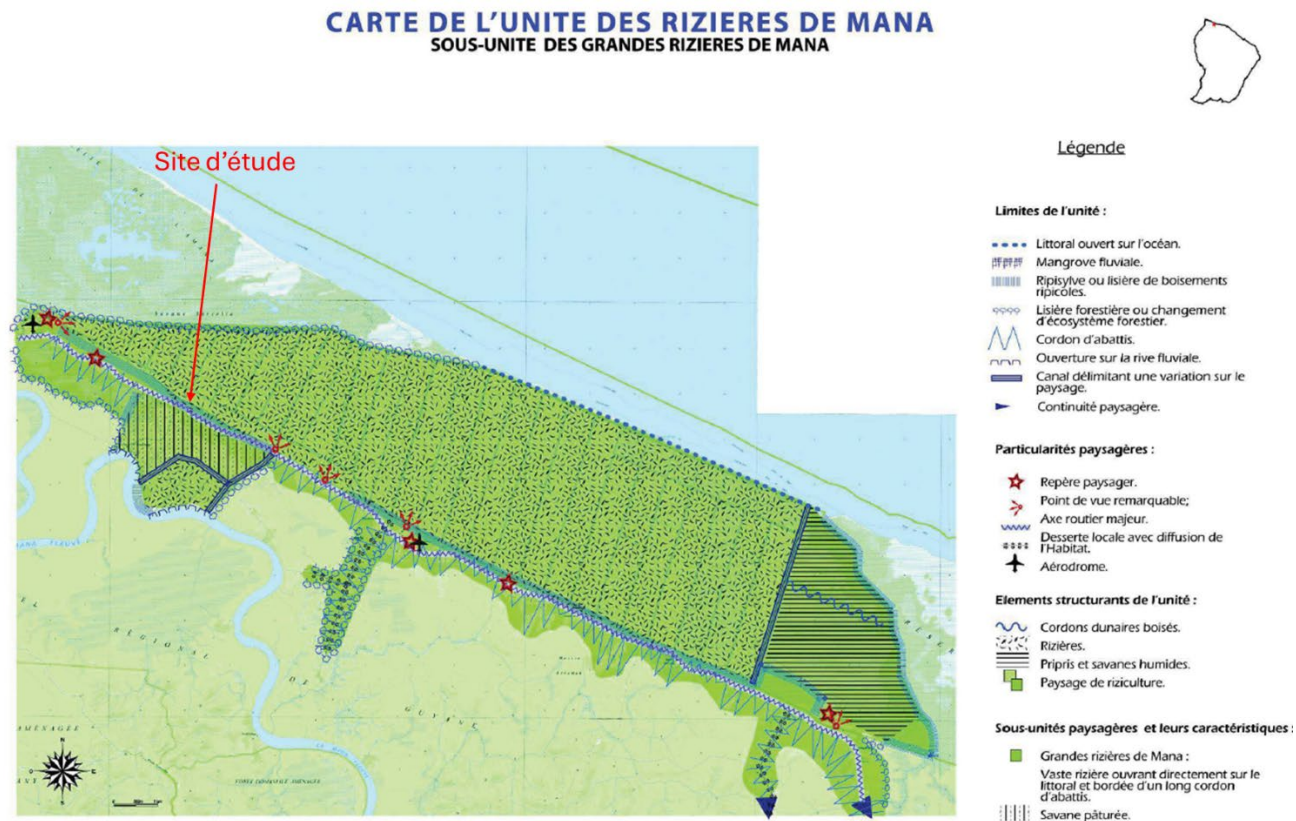 CARTE DE L'UNITE DES RIZIERES DE MANA
SOUS-UNITE DES GRANDES RIZIERES DE MANA
Site d'étude
Légende
Limites de l'unité :
Littoral ouvert sur l'océan.
Mangrove fluviale.
Ripisylve ou lisière de boisements
ripicoles.
Lisière forestière ou changement
d'écosystème forestier.
Cordon d'abattis.
Ouverture sur la rive fluviale.
Canal délimitant une variation sur le
paysage.
Continuité paysagère.
Particularités paysagères :
Repère paysager.
Point de vue remarquable;
Axe routier majeur.
Desserte locale avec diffusion de
l'Habitat.
Aérodrome.
Elements structurants de l'unité :
Cordons dunaires boisés.
Rizières.
Pripris et savanes humides.
Paysage de riziculture.
Sous-unités paysagères et leurs caractéristiques :
Grandes rizières de Mana :
Vaste rizière ouvrant directement sur le
littoral et bordée d'un long cordon
d'abattis.
Savane pâturée.
RÉGIONAL
DE
GUYANE
N